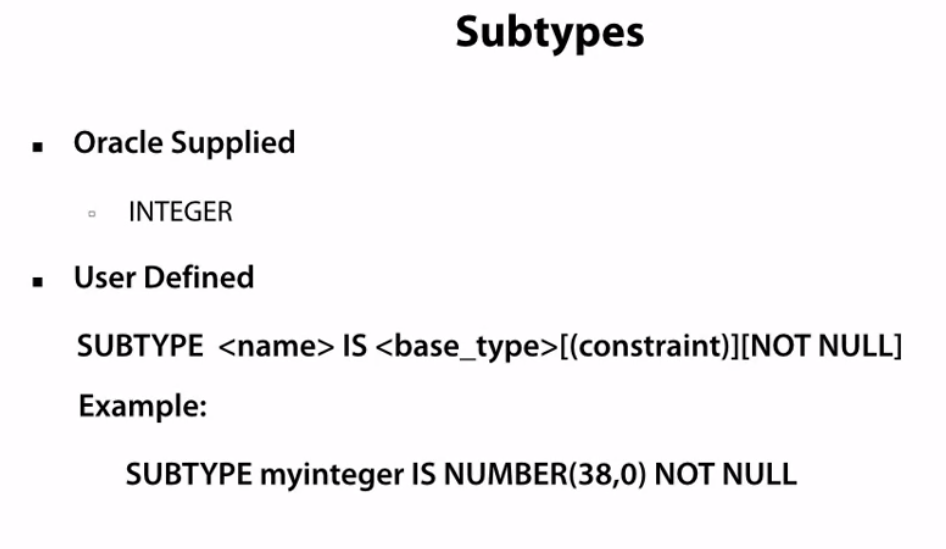 Subtypes
Oracle Supplied
INTEGER
User Defined
SUBTYPE <name> IS <base_type>[(constraint)][NOT NULL]
Example:
SUBTYPE myinteger IS NUMBER(38,0) NOT NULL